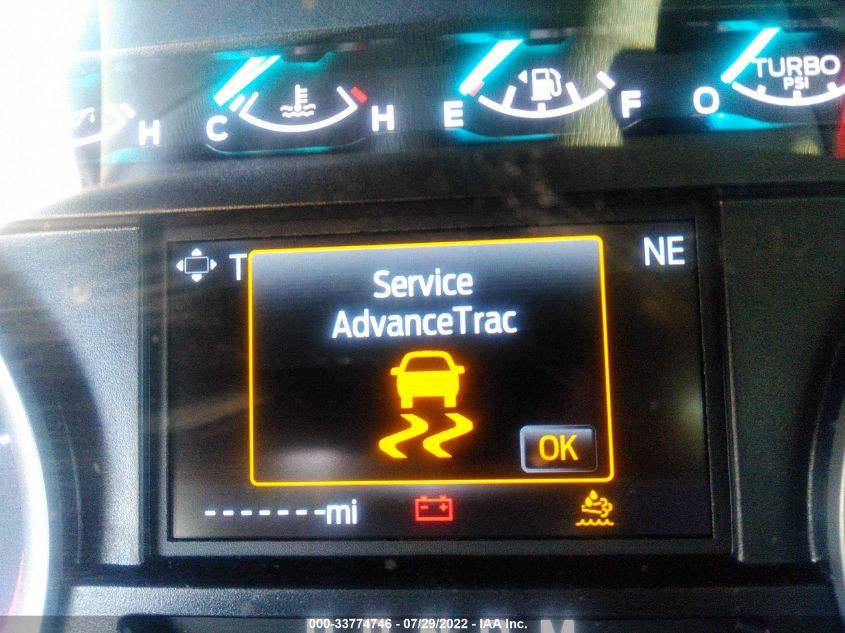 H C H E F O TURBO
PSI
T NE
Service
AdvanceTrac
OK
-------mi
000-33774746 - 07/29/2022 - IAA Inc.